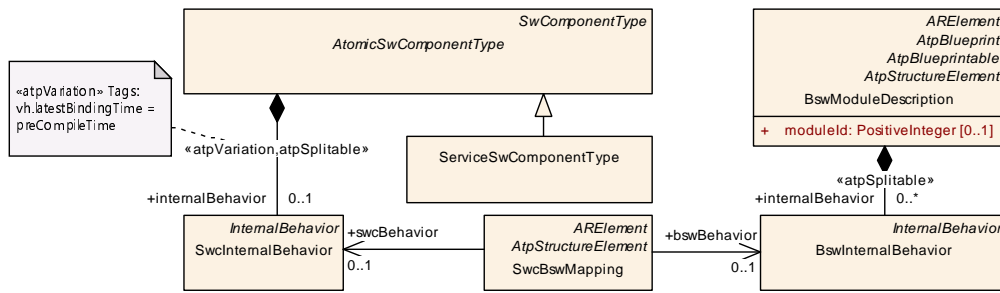 SwComponentType
AtomicSwComponentType
ARElement
AtpBlueprint
AtpBlueprintable
AtpStructureElement
BswModuleDescription
+ moduleId: PositiveInteger [0..1]
«atpVariation» Tags:
vh.latestBindingTime =
preCompileTime
«atpVariation,atpSplitable»
ServiceSwComponentType
«atpSplitable»
+internalBehavior 0..1
+internalBehavior 0..*
InternalBehavior
SwcInternalBehavior
+swcBehavior
0..1
ARElement
AtpStructureElement
SwcBswMapping
+bswBehavior
0..1
InternalBehavior
BswInternalBehavior